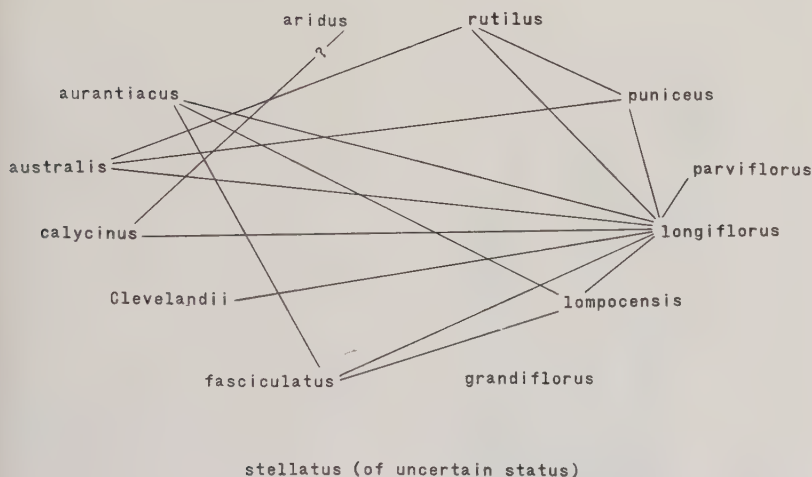 aridus
rutilus
?
aurantiacus
puniceus
australis
parviflorus
calycinus
longiflorus
Clevelandii
lompocensis
fasciculatus
grandiflorus
stellatus (of uncertain status)